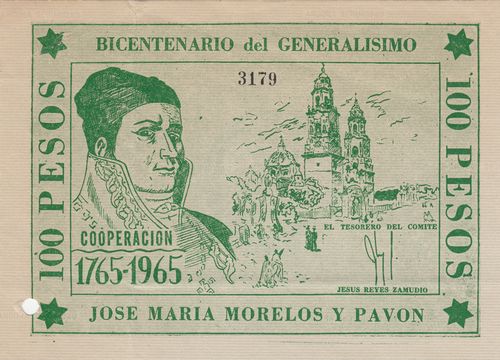 BICENTENARIO del GENERALISIMO
3179
100 PESOS
100 PESOS
COOPERACION
1765-1965
EL TESORERO DEL COMITE
JESUS REYES ZAMUDIO
JOSE MARIA MORELOS Y PAVON